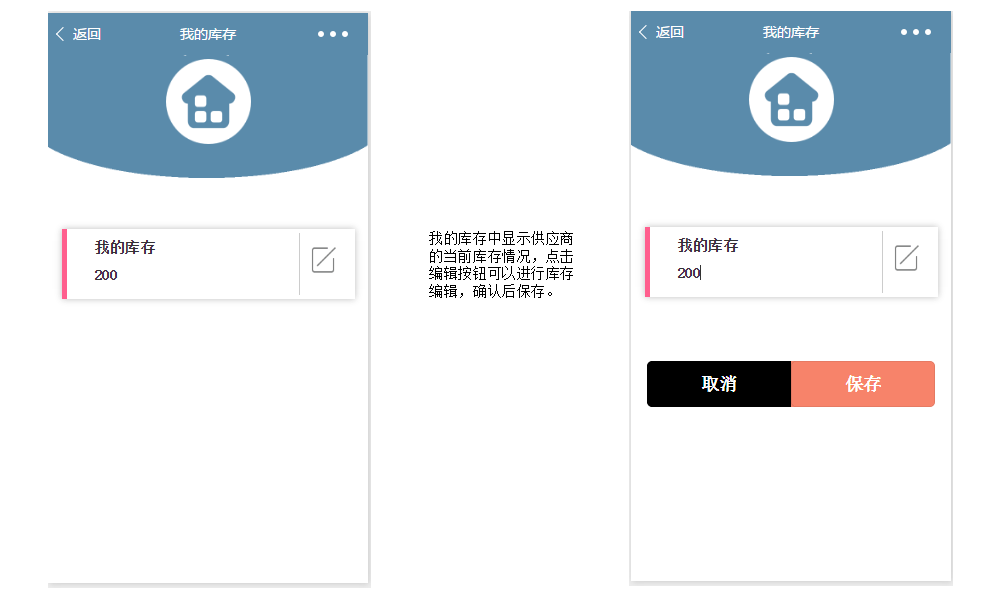 返回
我的库存
我的库存
200
我的库存中显示供应商
的当前库存情况，点击
编辑按钮可以进行库存
编辑，确认后保存。
返回
我的库存
我的库存
200
取消
保存